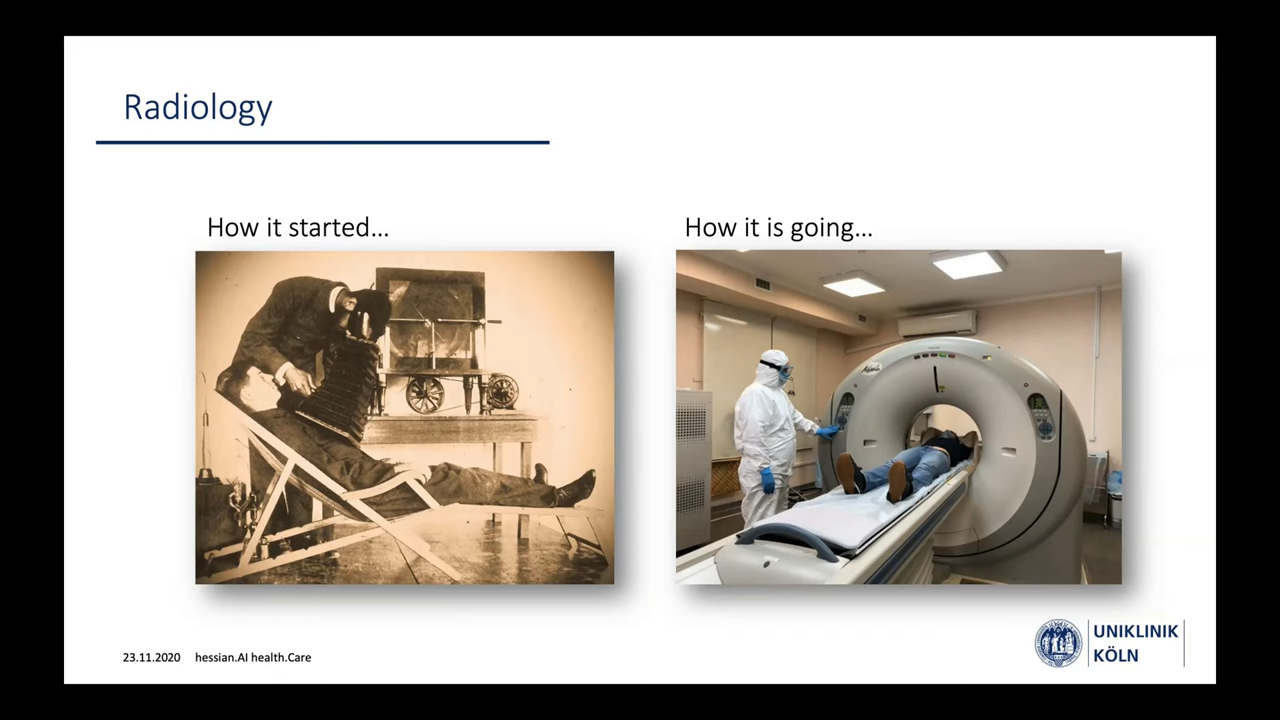 Radiology
How it started...
How it is going...
23.11.2020 hessian.AI health.Care
UNIKLINIK
KÖLN